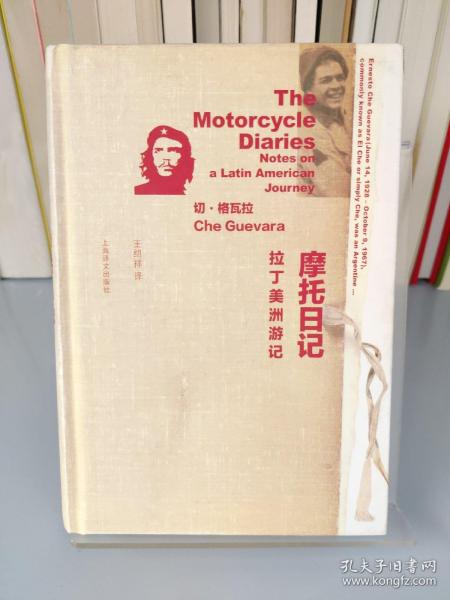 The
Motorcycle
Diaries
Notes on
a Latin American
Journey
切·格瓦拉
Che Guevara
摩托日记
拉丁美洲游记
王绍祥 译
上海译文出版社
Ernesto Che Guevara(June 14, 1928 - October 9, 1967),
commonly known as El Che or simply Che, was an Argentine ...
孔夫子旧书网
www.kongfz.com